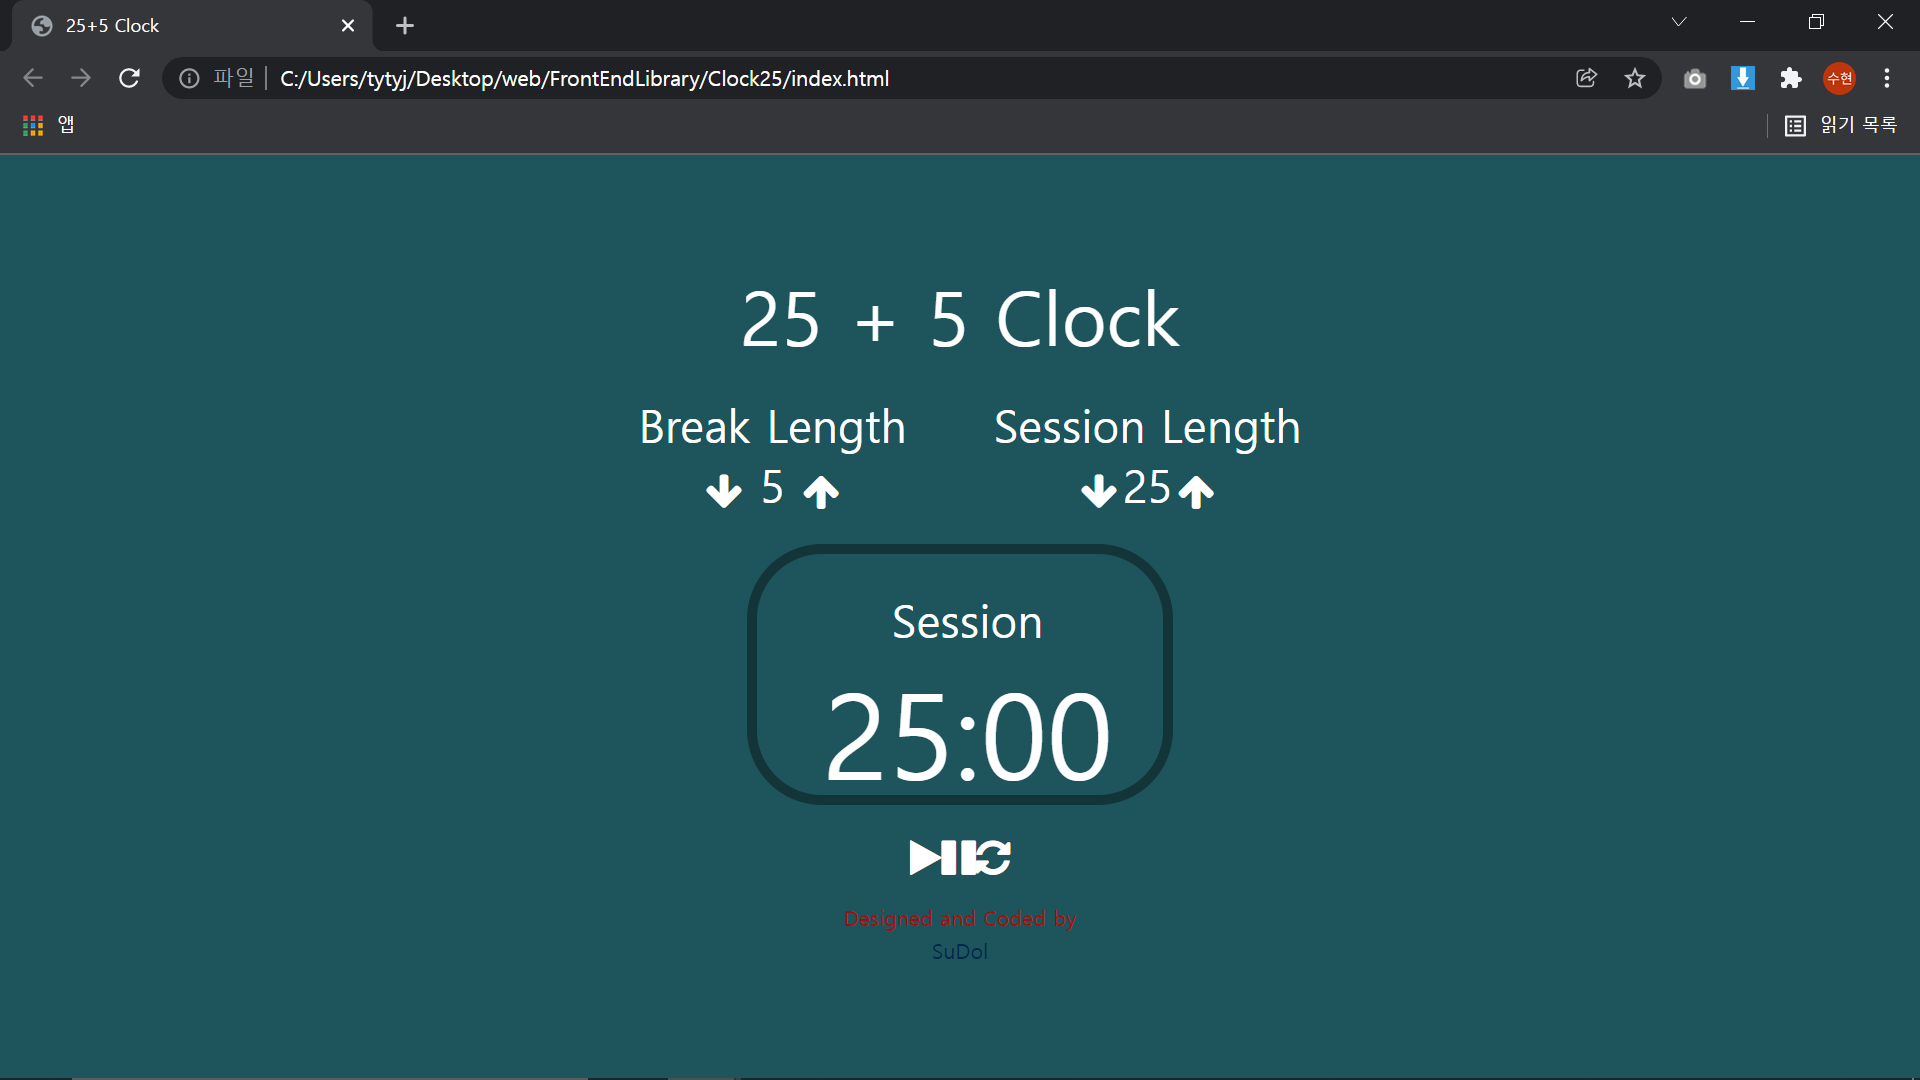 25+5 Clock
파일 C:/Users/tytyj/Desktop/web/FrontEndLibrary/Clock25/index.html
수현
앱
읽기 목록
25 + 5 Clock
Break Length
5
Session Length
25
Session
25:00
Designed and Coded by
SuDol